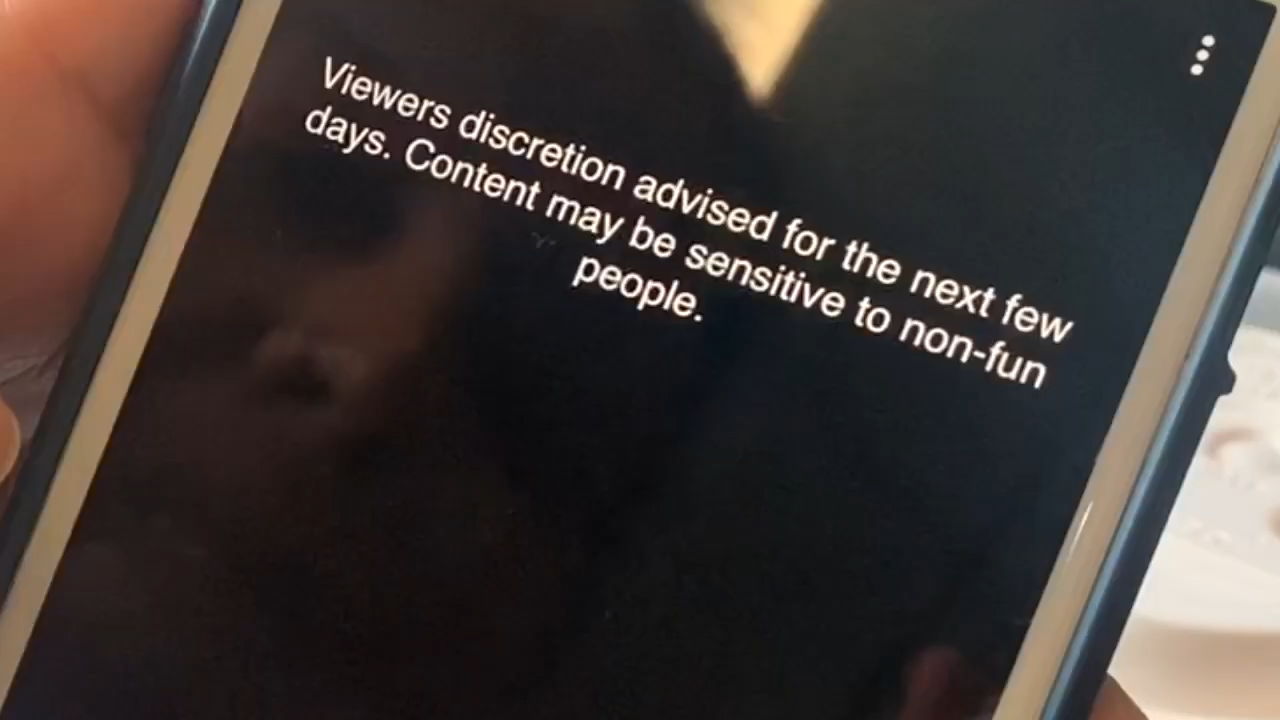 Viewers discretion advised for the next few
days. Content may be sensitive to non-fun
people.